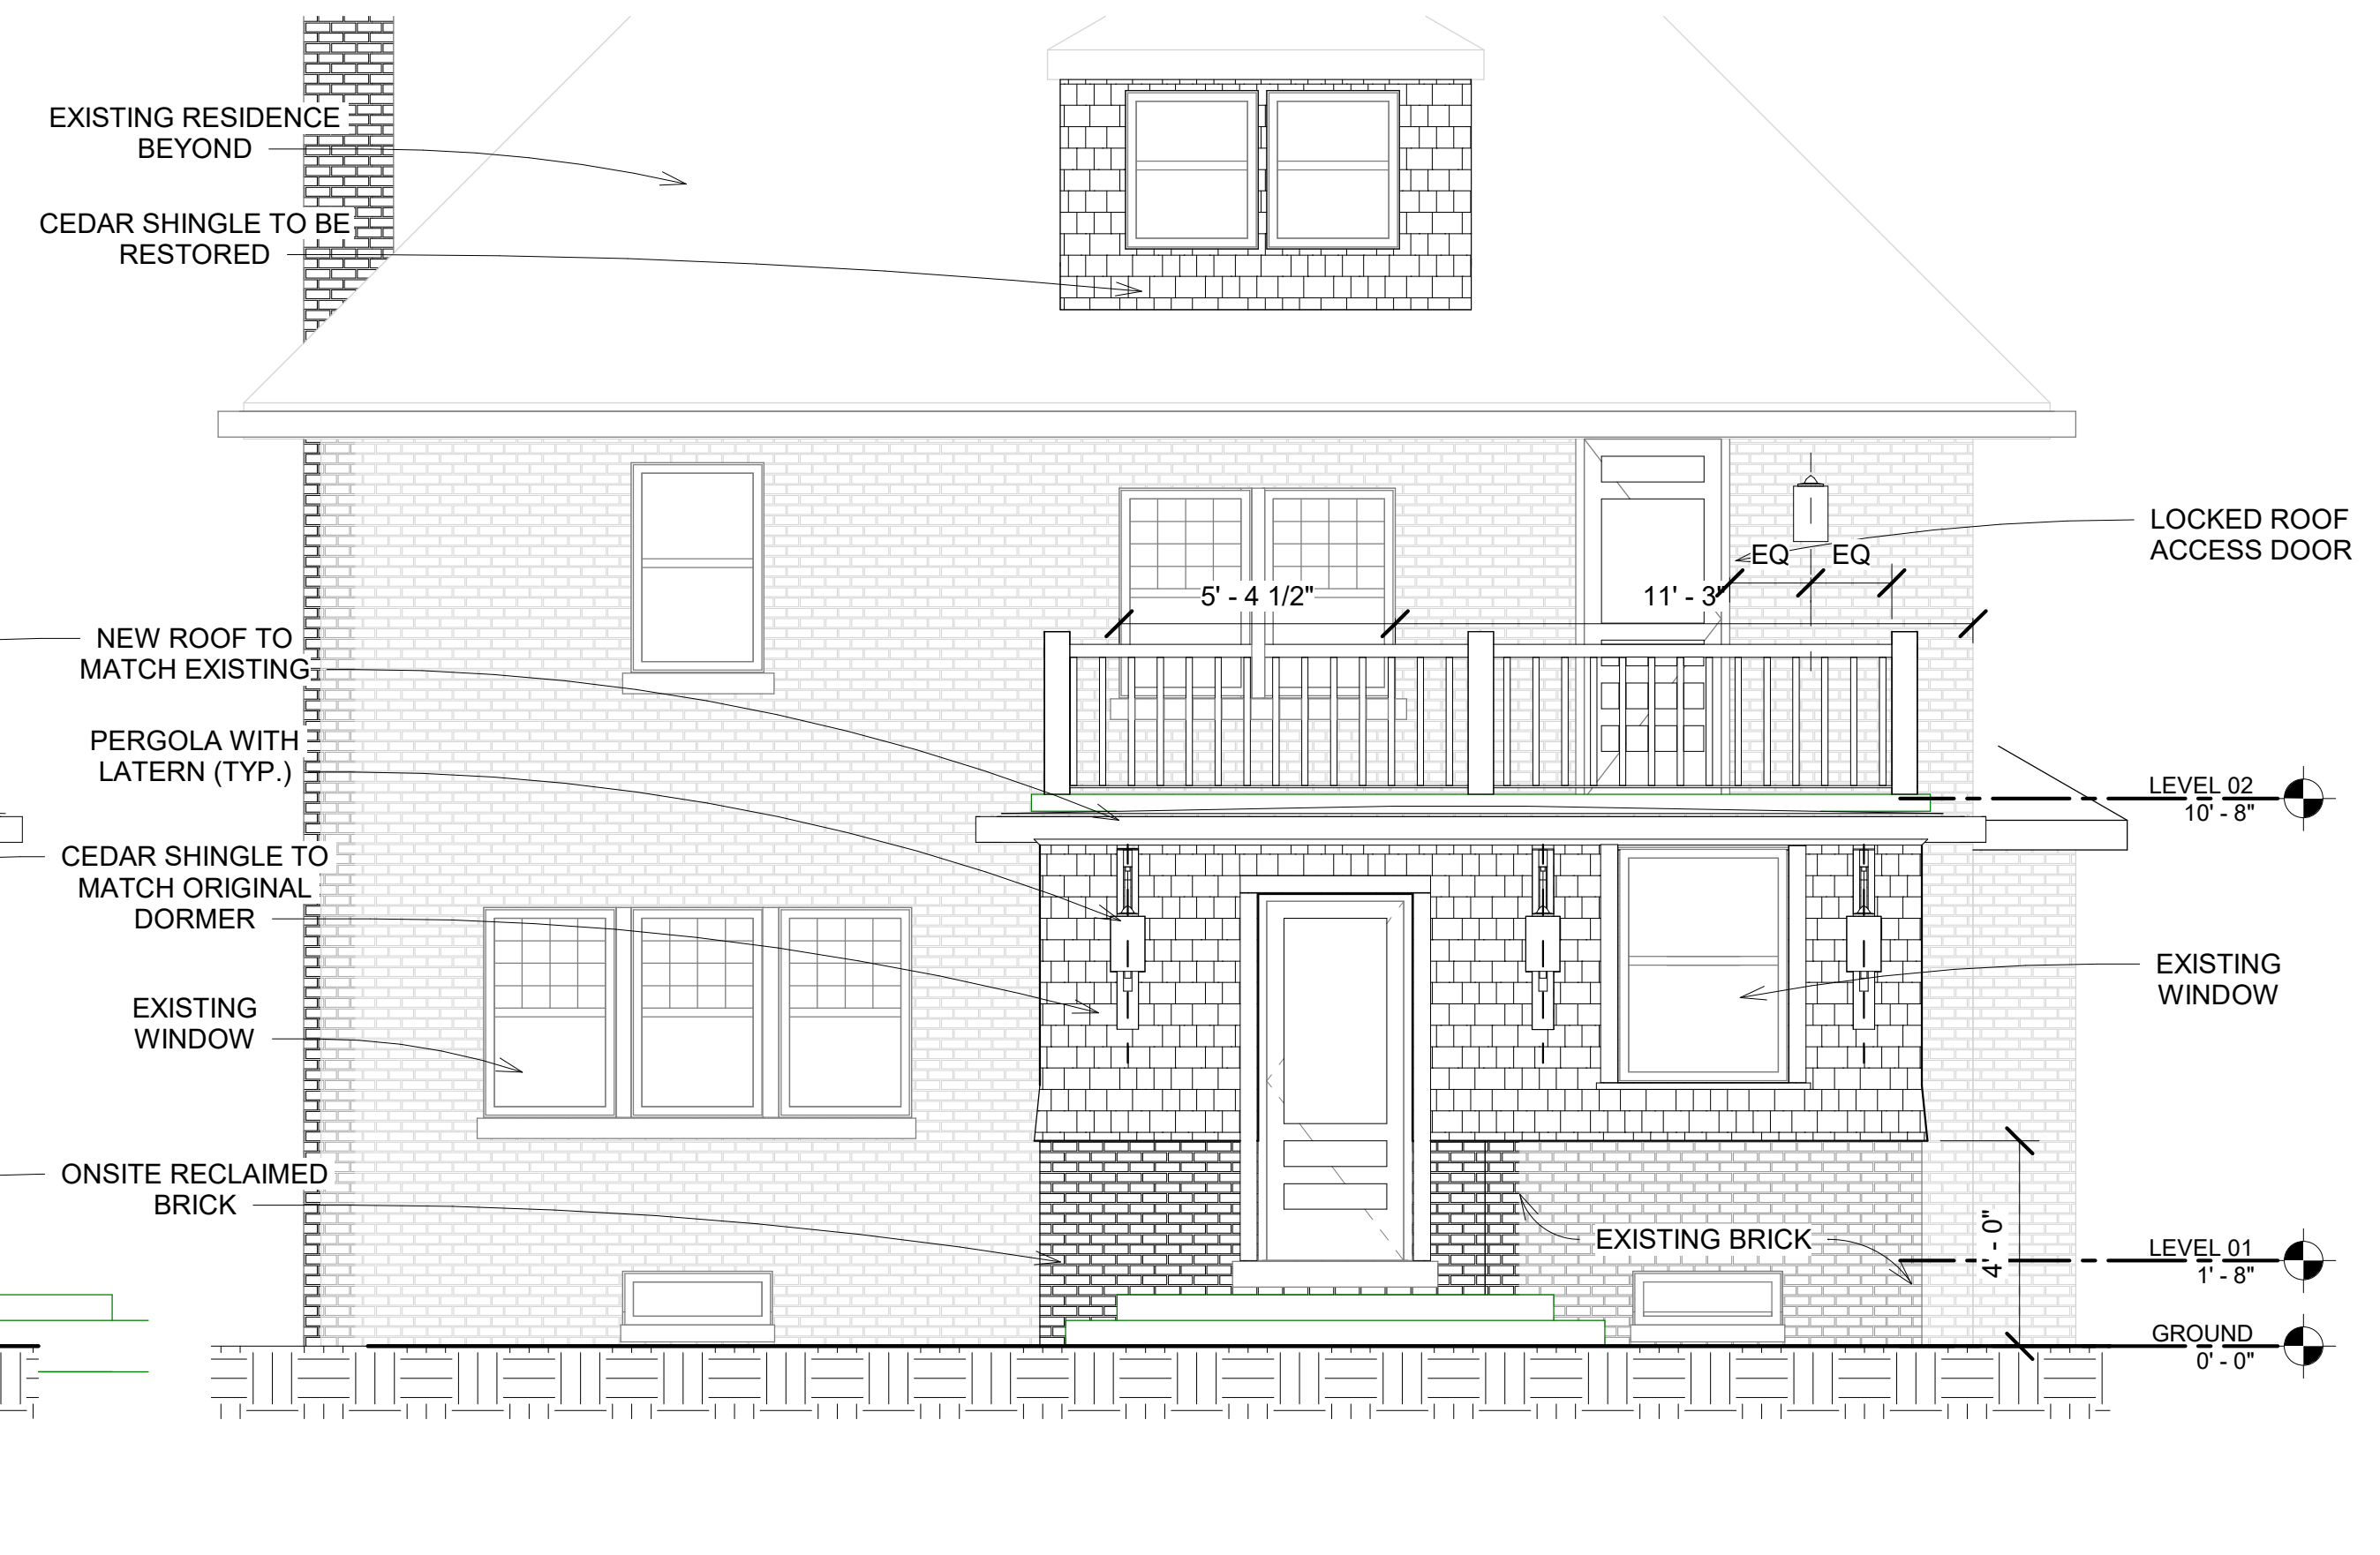 EXISTING RESIDENCE
BEYOND
CEDAR SHINGLE TO BE
RESTORED
NEW ROOF TO
MATCH EXISTING
PERGOLA WITH
LATERN (TYP.)
CEDAR SHINGLE TO
MATCH ORIGINAL
DORMER
EXISTING
WINDOW
ONSITE RECLAIMED
BRICK
5' - 4 1/2"
11' - 3"
EQ
EQ
LOCKED ROOF
ACCESS DOOR
LEVEL 02
10' - 8"
EXISTING
WINDOW
EXISTING BRICK
4' - 0"
LEVEL 01
1' - 8"
GROUND
0' - 0"